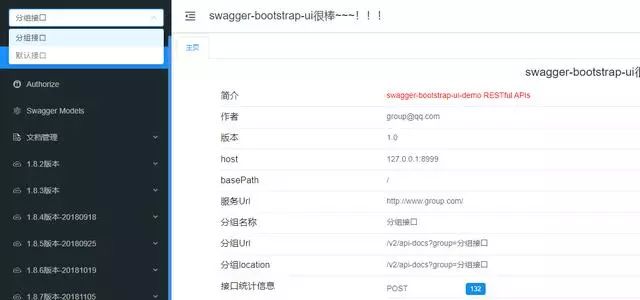 分组接口
分组接口
默认接口
Authorize
Swagger Models
文档管理
1.8.2版本
1.8.3版本
1.8.4版本-20180918
1.8.5版本-20180925
1.8.6版本-20181019
1.8.7版本-20181105
swagger-bootstrap-ui很棒~~~！！！
主页
swagger-bootstrap-ui很
简介 swagger-bootstrap-ui-demo RESTful APIs
作者 group@qq.com
版本 1.0
host 127.0.0.1:8999
basePath /
服务Url http://www.group.com/
分组名称 分组接口
分组Url /v2/api-docs?group=分组接口
分组location /v2/api-docs?group=分组接口
接口统计信息 POST 132